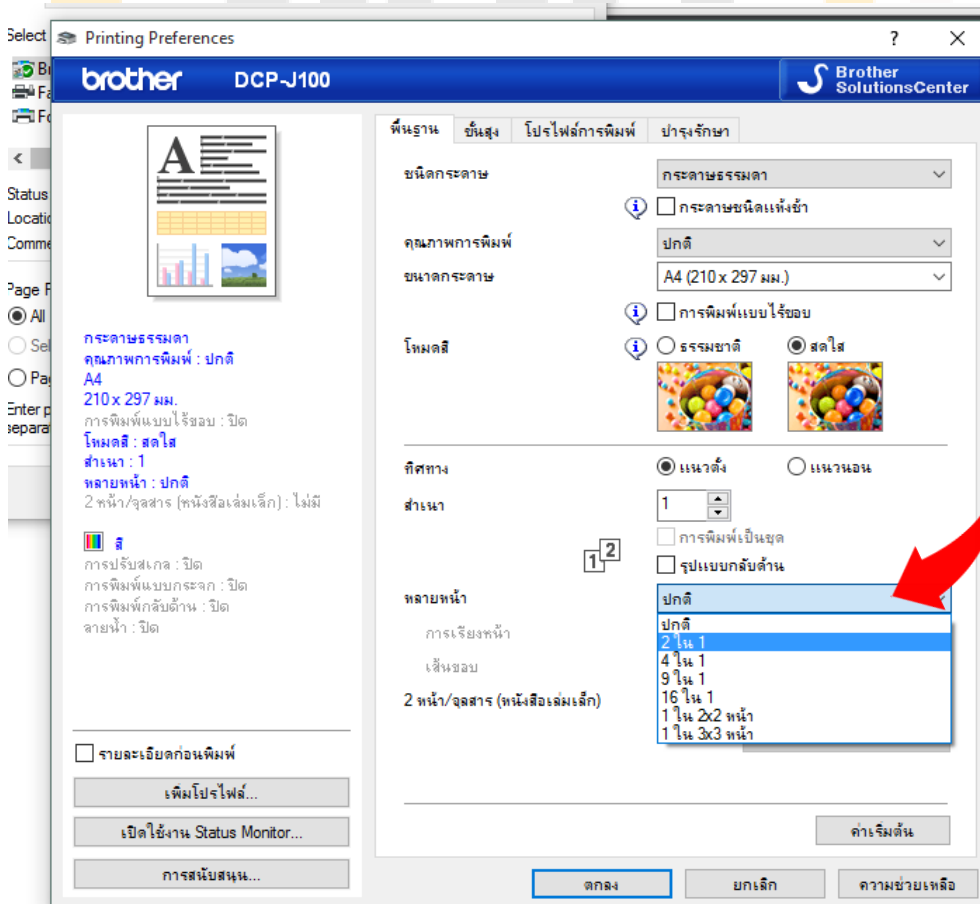 Select
Printing Preferences
?
brother DCP-J100
Brother
SolutionsCenter
Status
พื้นฐาน ขั้นสูง โปรไฟล์การพิมพ์ บำรุงรักษา
A
ชนิดกระดาษ กระดาษธรรมดา
กระดาษชนิดแห้งช้า
คุณภาพการพิมพ์ ปกติ
ขนาดกระดาษ A4 (210 x 297 มม.)
การพิมพ์แบบไร้ขอบ
โหมดสี ธรรมชาติ สดใส
All
กระดาษธรรมดา
คุณภาพการพิมพ์ : ปกติ
A4
210 x 297 มม.
การพิมพ์แบบไร้ขอบ : ปิด
โหมดสี : สดใส
สำเนา : 1
หลายหน้า : ปกติ
2 หน้า/จุลสาร (หนังสือเล่มเล็ก) : ไม่มี
สี
การปรับสเกล : ปิด
การพิมพ์แบบกระจก : ปิด
การพิมพ์กลับด้าน : ปิด
ลายน้ำ : ปิด
ทิศทาง แนวตั้ง แนวนอน
สำเนา 1
การพิมพ์เป็นชุด
12
รูปแบบกลับด้าน
หลายหน้า ปกติ
การเรียงหน้า
เส้นขอบ
2 หน้า/จุลสาร (หนังสือเล่มเล็ก)
ปกติ
2 ใน 1
4 ใน 1
9 ใน 1
16 ใน 1
1 ใน 2x2 หน้า
1 ใน 3x3 หน้า
รายละเอียดก่อนพิมพ์
เพิ่มโปรไฟล์...
เปิดใช้งาน Status Monitor...
การสนับสนุน...
ค่าเริ่มต้น
ตกลง ยกเลิก ความช่วยเหลือ